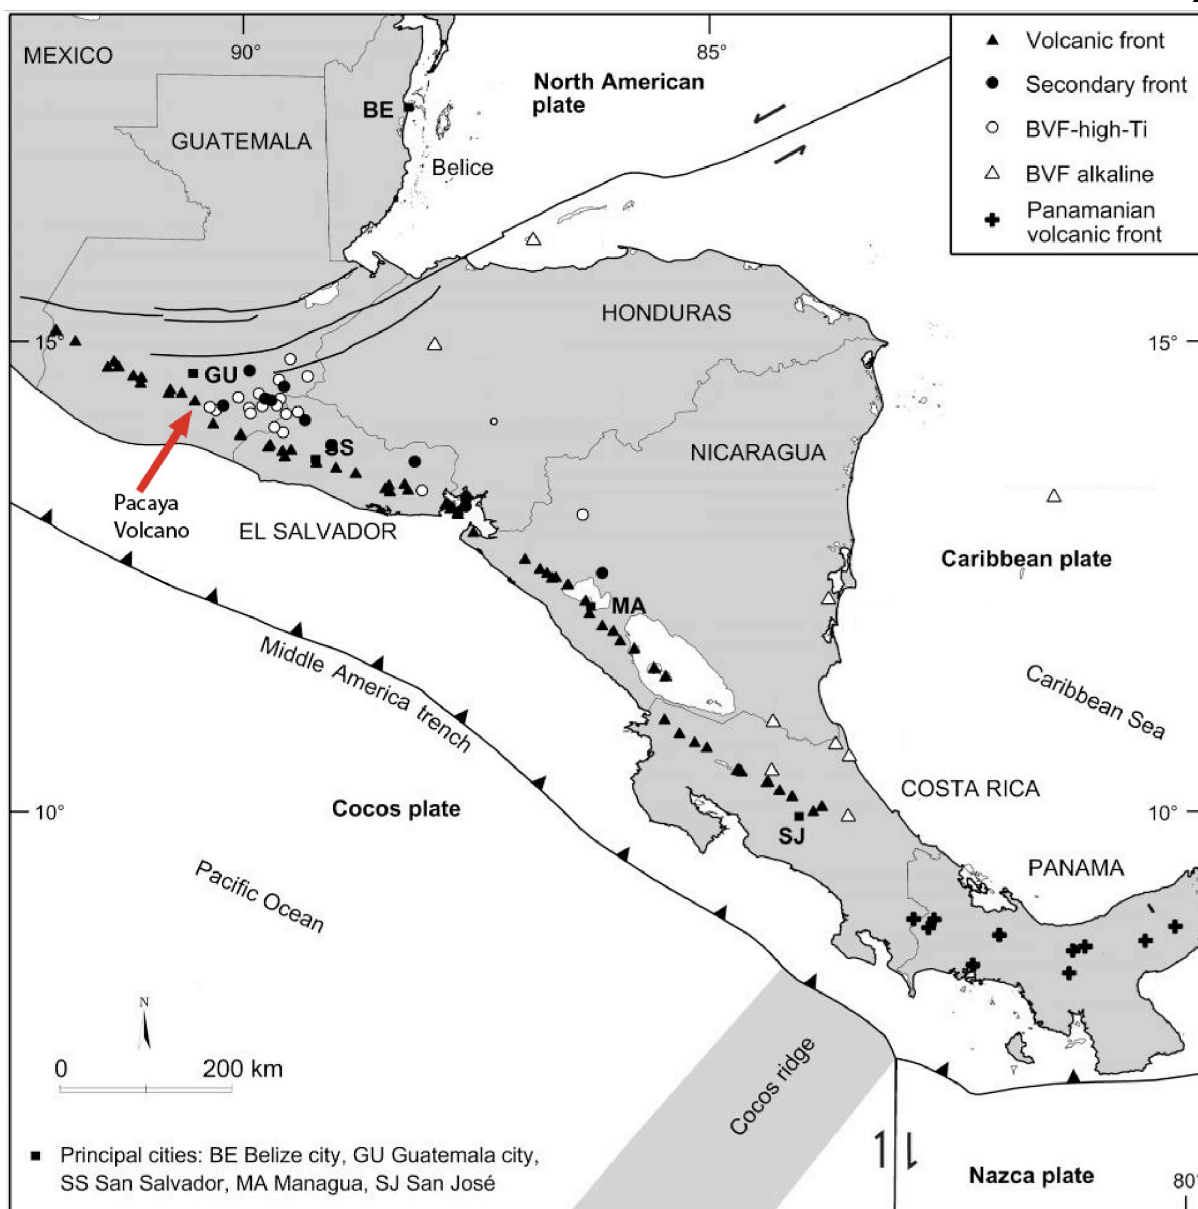 90°
85°
MEXICO
BE
North American
plate
GUATEMALA
Belice
Volcanic front
Secondary front
BVF-high-Ti
BVF alkaline
Panamanian
volcanic front
HONDURAS
15°
15°
GU
NICARAGUA
SS
Pacaya
Volcano
EL SALVADOR
Caribbean plate
MA
Middle America trench
Caribbean Sea
COSTA RICA
10°
Cocos plate
10°
SJ
PANAMA
Pacific Ocean
N
0 200 km
Cocos ridge
Principal cities: BE Belize city, GU Guatemala city,
SS San Salvador, MA Managua, SJ San José
Nazca plate
80°